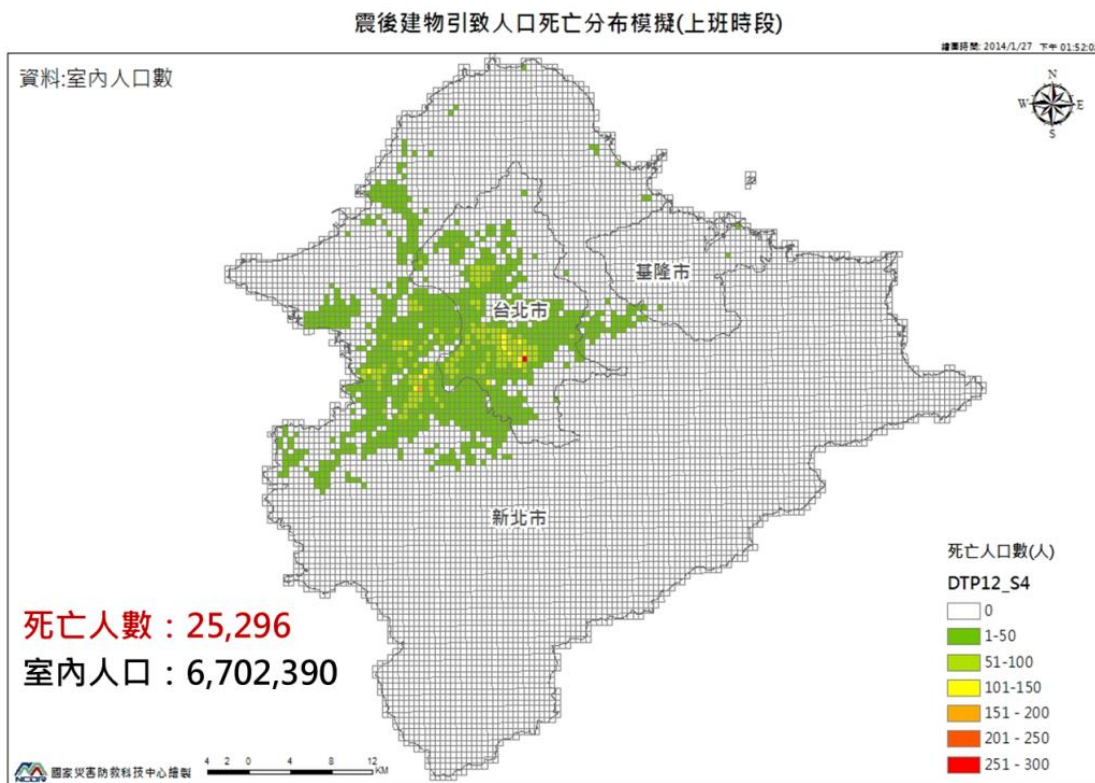 震後建物引致人口死亡分布模擬(上班時段)
繪圖時間: 2014/1/27 下午 01:52:0
資料:室內人口數
N
W
E
S
基隆市
台北市
新北市
死亡人數：25,296
室內人口：6,702,390
死亡人口數(人)
DTP12_S4
0
1-50
51-100
101-150
151 - 200
201 - 250
251 - 300
NCDR
國家災害防救科技中心繪製
4 2 0 4 8 12
KM